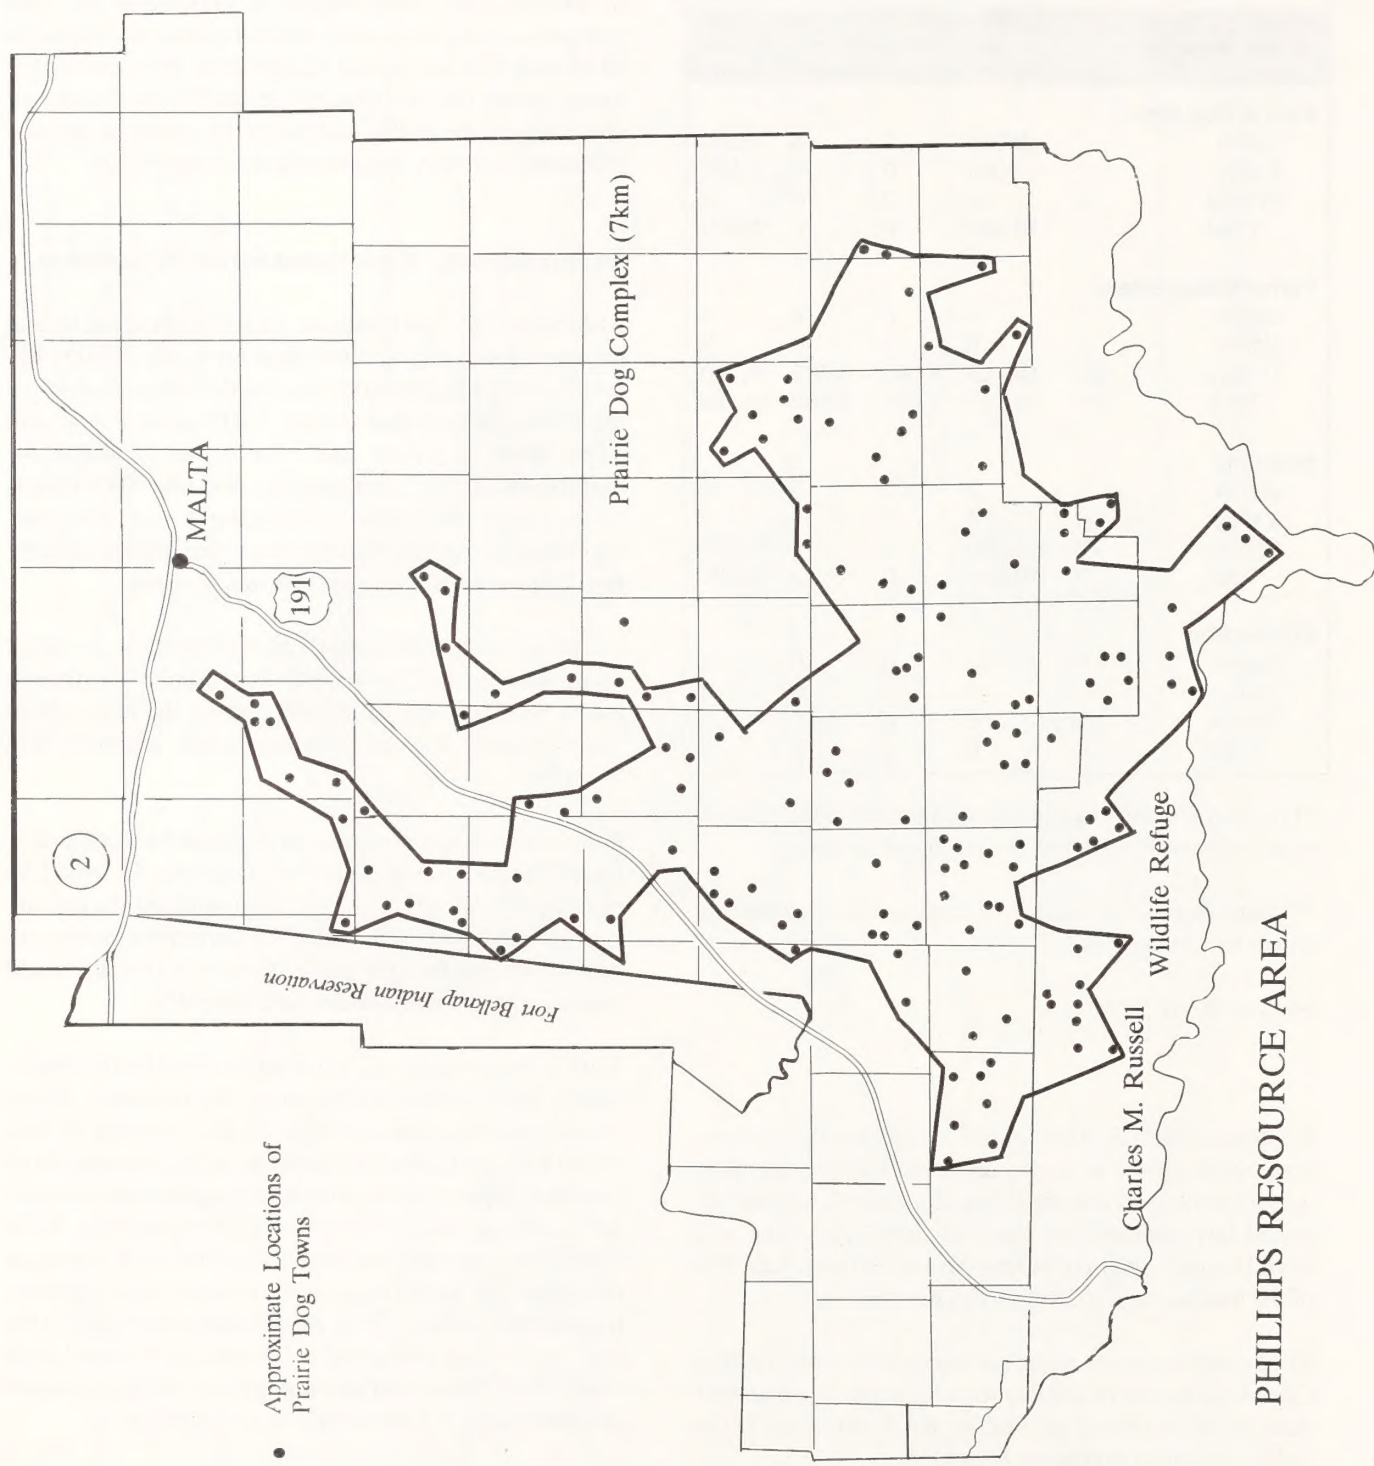 2
MALTA
191
Prairie Dog Complex (7km)
Fort Belknap Indian Reservation
● Approximate Locations of
Prairie Dog Towns
Charles M. Russell
Wildlife Refuge
PHILLIPS RESOURCE AREA